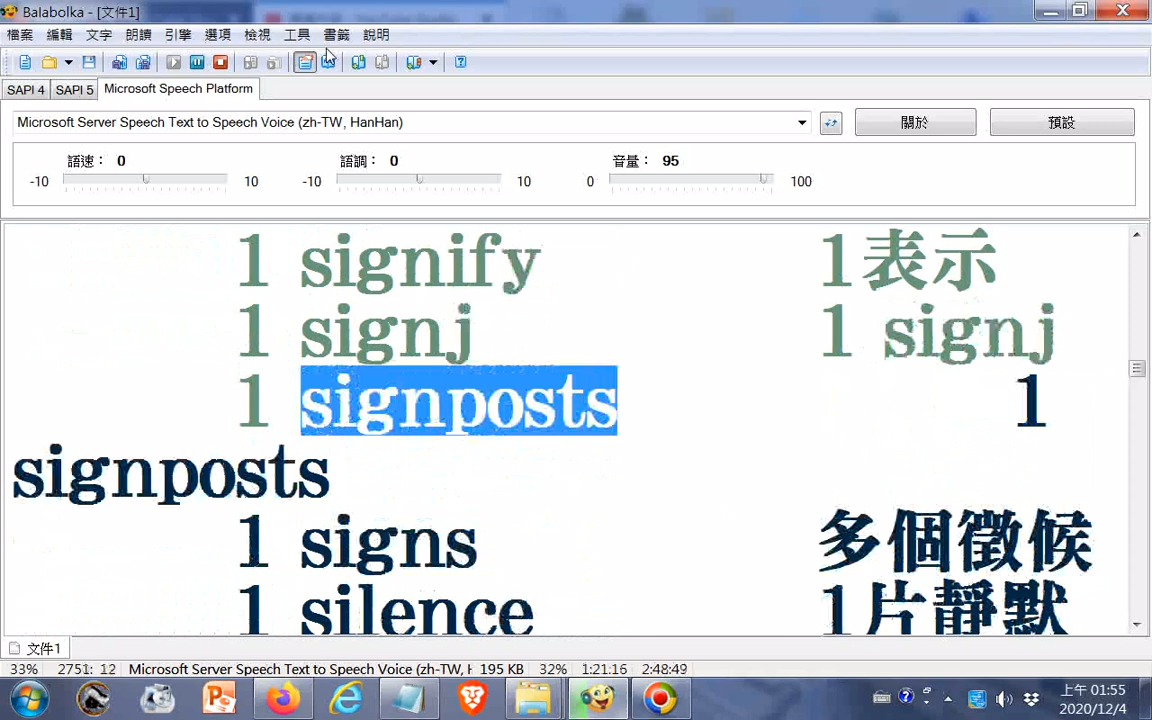 Balabolka - [文件1]
檔案 編輯 文字 朗讀 引擎 選項 檢視 工具 書籤 說明
SAPI 4 SAPI 5 Microsoft Speech Platform
Microsoft Server Speech Text to Speech Voice (zh-TW, HanHan) 關於 預設
語速： 0 語調： 0 音量： 95
-10 10 -10 10 0 100
1 signify 1表示
1 signj 1 signj
1 signposts 1
signposts
1 signs 多個徵候
1 silence 1片靜默
文件1
33% 2751: 12 Microsoft Server Speech Text to Speech Voice (zh-TW, H 195 KB 32% 1:21:16 2:48:49
上午 01:55
2020/12/4